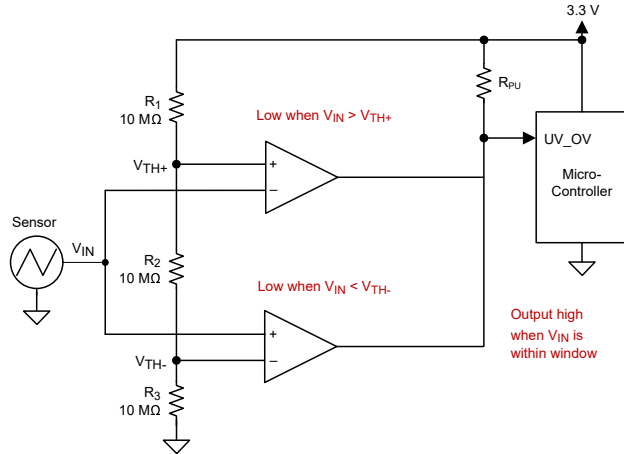 3.3 V
R1
10 MΩ
RPU
Low when VIN > VTH+
UV_OV
Micro-
Controller
VTH+
+
−
Sensor
VIN
R2
10 MΩ
Low when VIN < VTH-
Output high
when VIN is
within window
+
−
VTH-
R3
10 MΩ